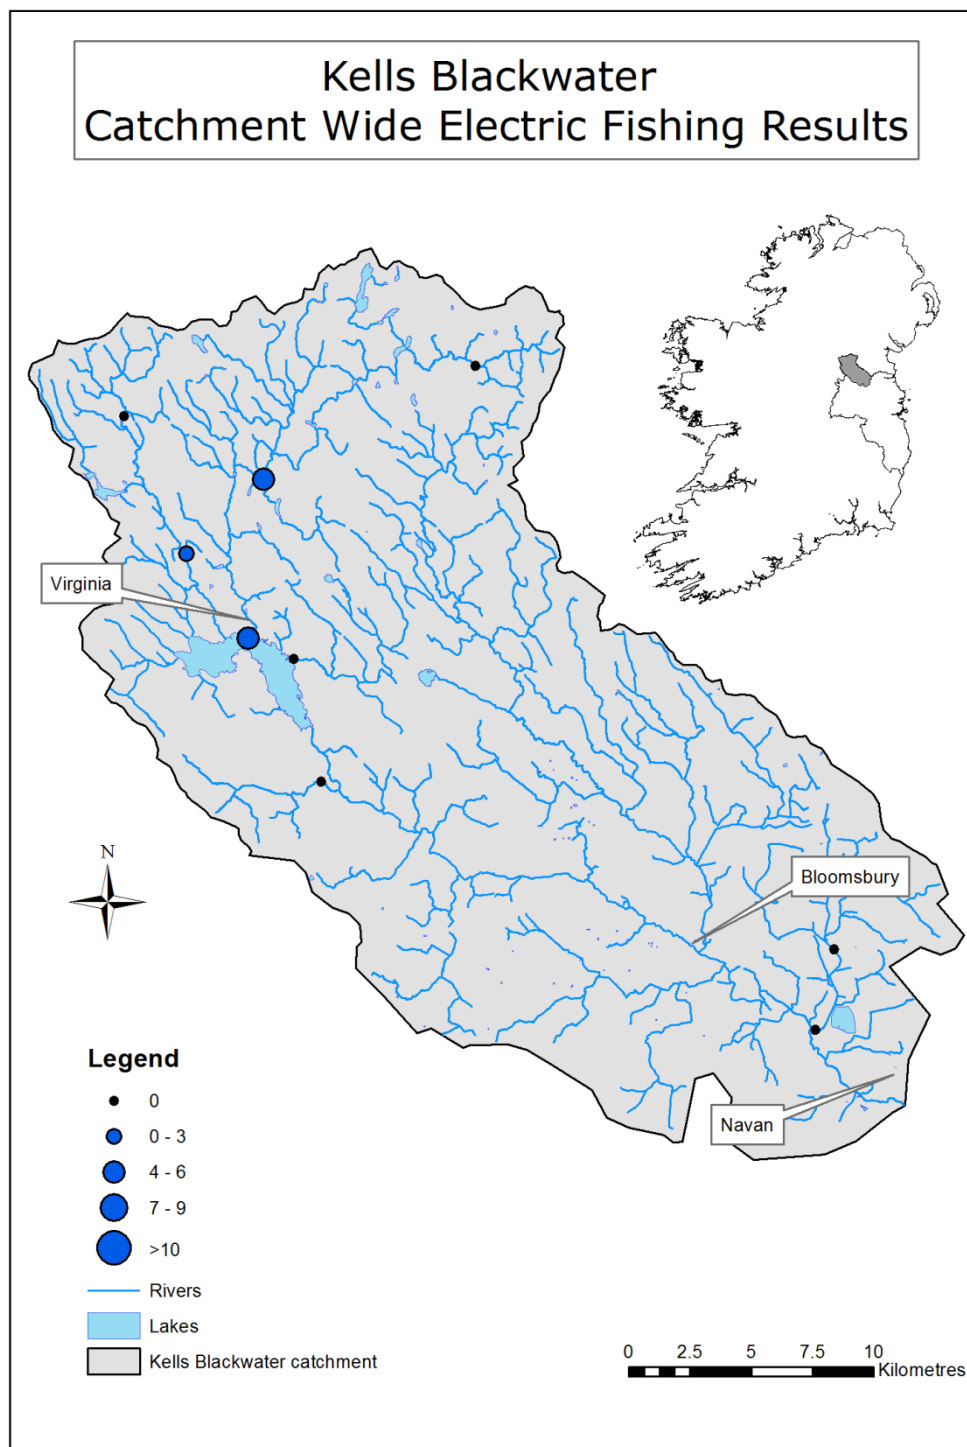 Kells Blackwater
Catchment Wide Electric Fishing Results
Virginia
N
Bloomsbury
Navan
Legend
0
0 - 3
4 - 6
7 - 9
>10
Rivers
Lakes
Kells Blackwater catchment
0 2.5 5 7.5 10
Kilometres